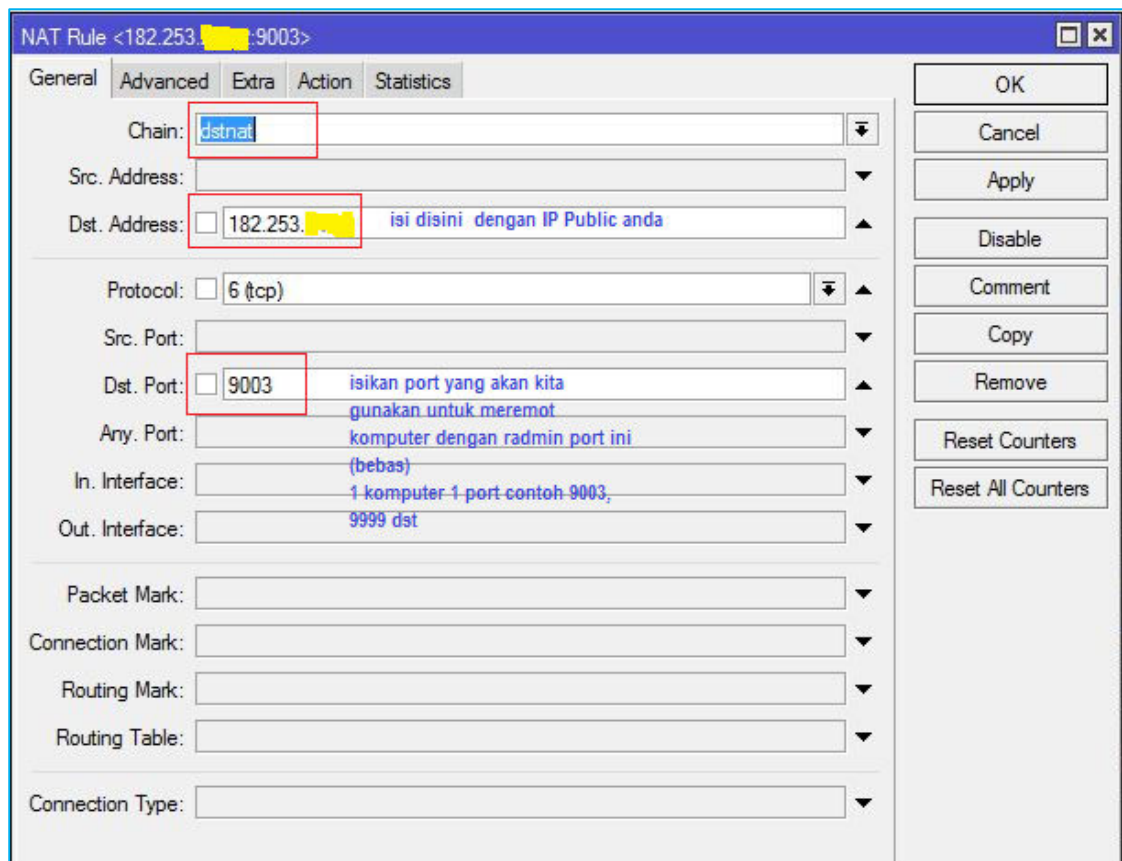 NAT Rule <182.253. :9003>
General Advanced Extra Action Statistics
OK
Chain: dstnat
Cancel
Src. Address:
Apply
Dst. Address: 182.253. isi disini dengan IP Public anda
Disable
Protocol: 6 (tcp)
Comment
Src. Port:
Copy
Dst. Port: 9003
Remove
isikan port yang akan kita
gunakan untuk meremot
komputer dengan radmin port ini
(bebas)
1 komputer 1 port contoh 9003,
9999 dst
Any. Port:
Reset Counters
In. Interface:
Reset All Counters
Out. Interface:
Packet Mark:
Connection Mark:
Routing Mark:
Routing Table:
Connection Type: